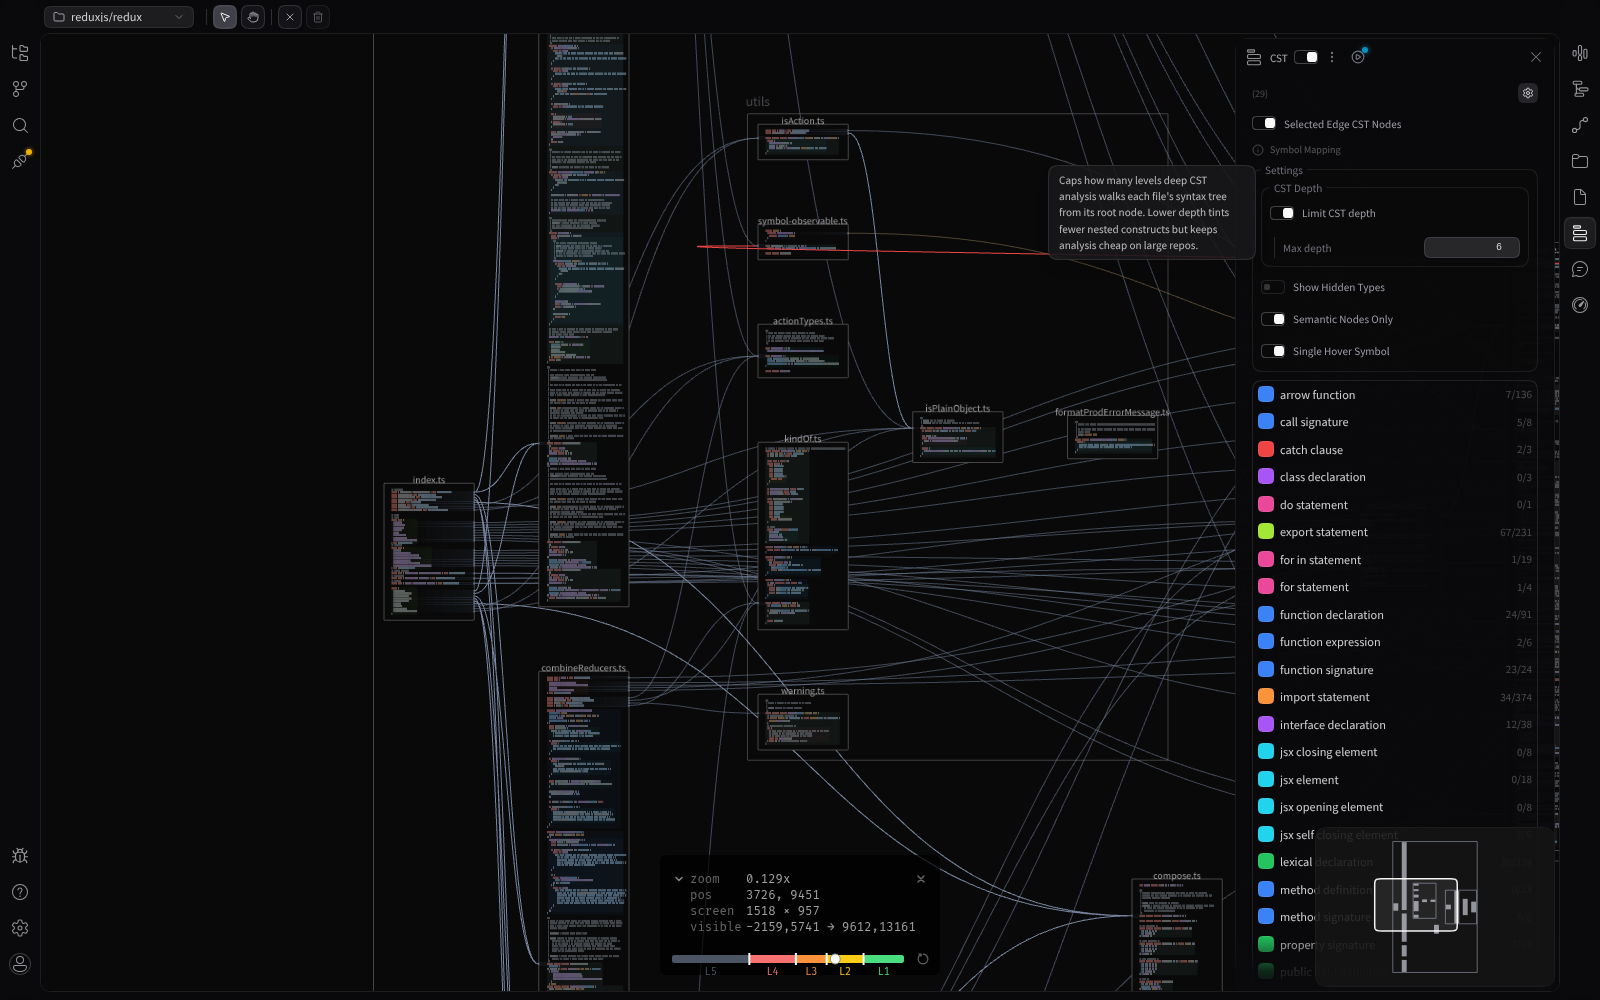 reduxjs/redux
CST
(29)
Selected Edge CST Nodes
Symbol Mapping
Settings
CST Depth
Limit CST depth
Max depth
6
Show Hidden Types
Semantic Nodes Only
Single Hover Symbol
Caps how many levels deep CST
analysis walks each file's syntax tree
from its root node. Lower depth tints
fewer nested constructs but keeps
analysis cheap on large repos.
utils
isAction.ts
symbol-observable.ts
actionTypes.ts
isPlainObject.ts
formatProdErrorMessage.ts
kindOf.ts
index.ts
combineReducers.ts
warning.ts
compose.ts
arrow function 7/136
call signature 5/8
catch clause 2/3
class declaration 0/3
do statement 0/1
export statement 67/231
for in statement 1/19
for statement 1/4
function declaration 24/91
function expression 2/6
function signature 23/24
import statement 34/374
interface declaration 12/38
jsx closing element 0/8
jsx element 0/18
jsx opening element 0/8
jsx self closing element
lexical declaration
method definition
method signature
property signature
public
zoom 0.129x
pos 3726, 9451
screen 1518 × 957
visible -2159,5741 → 9612,13161
L5 L4 L3 L2 L1